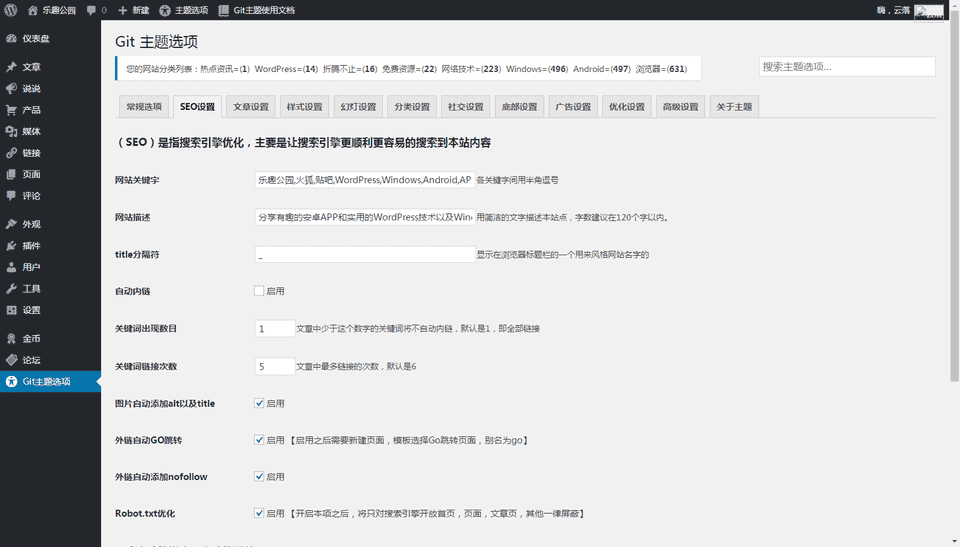 乐趣公园 0 新建 主题选项 Git主题使用文档 嗨，云落
仪表盘
文章
说说
产品
媒体
链接
页面
评论
外观
插件
用户
工具
设置
金币
论坛
Git主题选项
Git 主题选项
您的网站分类列表：热点资讯=(1) WordPress=(14) 折腾不止=(16) 免费资源=(22) 网络技术=(223) Windows=(496) Android=(497) 浏览器=(631)
搜索主题选项...
常规选项 SEO设置 文章设置 样式设置 幻灯设置 分类设置 社交设置 底部设置 广告设置 优化设置 高级设置 关于主题
（SEO）是指搜索引擎优化，主要是让搜索引擎更顺利更容易的搜索到本站内容
网站关键字 乐趣公园,火狐,贴吧,WordPress,Windows,Android,AP 各关键字间用半角逗号
网站描述 分享有趣的安卓APP和实用的WordPress技术以及Win 用简洁的文字描述本站点，字数建议在120个字以内。
title分隔符 _ 显示在浏览器标题栏的一个用来风格网站名字的
自动内链 启用
关键词出现数目 1 文章中少于这个数字的关键词将不自动内链，默认是1，即全部链接
关键词链接次数 5 文章中最多链接的次数，默认是6
图片自动添加alt以及title 启用
外链自动GO跳转 启用 【启用之后需要新建页面，模板选择Go跳转页面，别名为go】
外链自动添加nofollow 启用
Robot.txt优化 启用 【开启本项之后，将只对搜索引擎开放首页，页面，文章页，其他一律屏蔽】